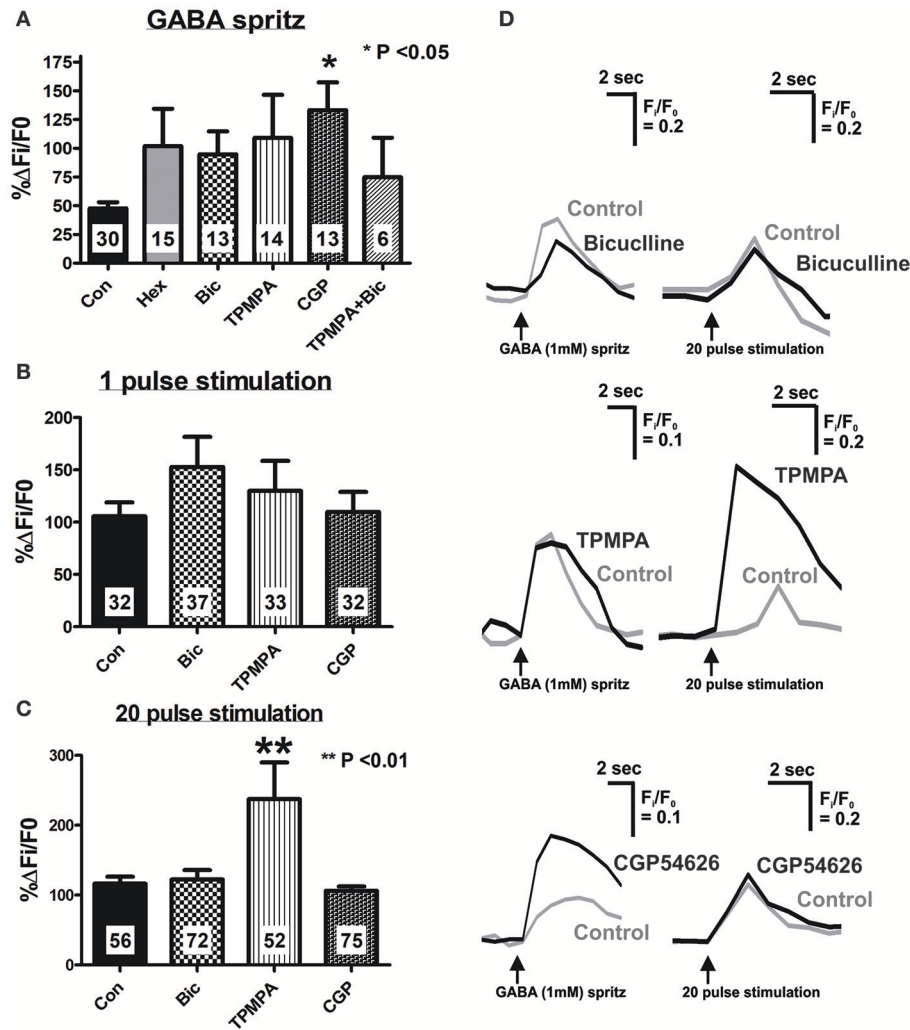 A
GABA spritz
* P <0.05
%ΔFi/F0
175
150
125
100
75
50
25
0
*
30
15
13
14
13
6
Con
Hex
Bic
TPMPA
CGP
TPMPA+Bic
B
1 pulse stimulation
%ΔFi/F0
200
150
100
50
0
32
37
33
32
Con
Bic
TPMPA
CGP
C
20 pulse stimulation
** P <0.01
%ΔFi/F0
300
200
100
0
**
56
72
52
75
Con
Bic
TPMPA
CGP
D
2 sec
Fi/F0
= 0.2
2 sec
Fi/F0
= 0.2
Control
Bicuclline
Control
Bicuculline
GABA (1mM) spritz
20 pulse stimulation
2 sec
Fi/F0
= 0.1
2 sec
Fi/F0
= 0.2
TPMPA
Control
TPMPA
Control
GABA (1mM) spritz
20 pulse stimulation
2 sec
Fi/F0
= 0.1
2 sec
Fi/F0
= 0.2
CGP54626
Control
CGP54626
Control
GABA (1mM) spritz
20 pulse stimulation